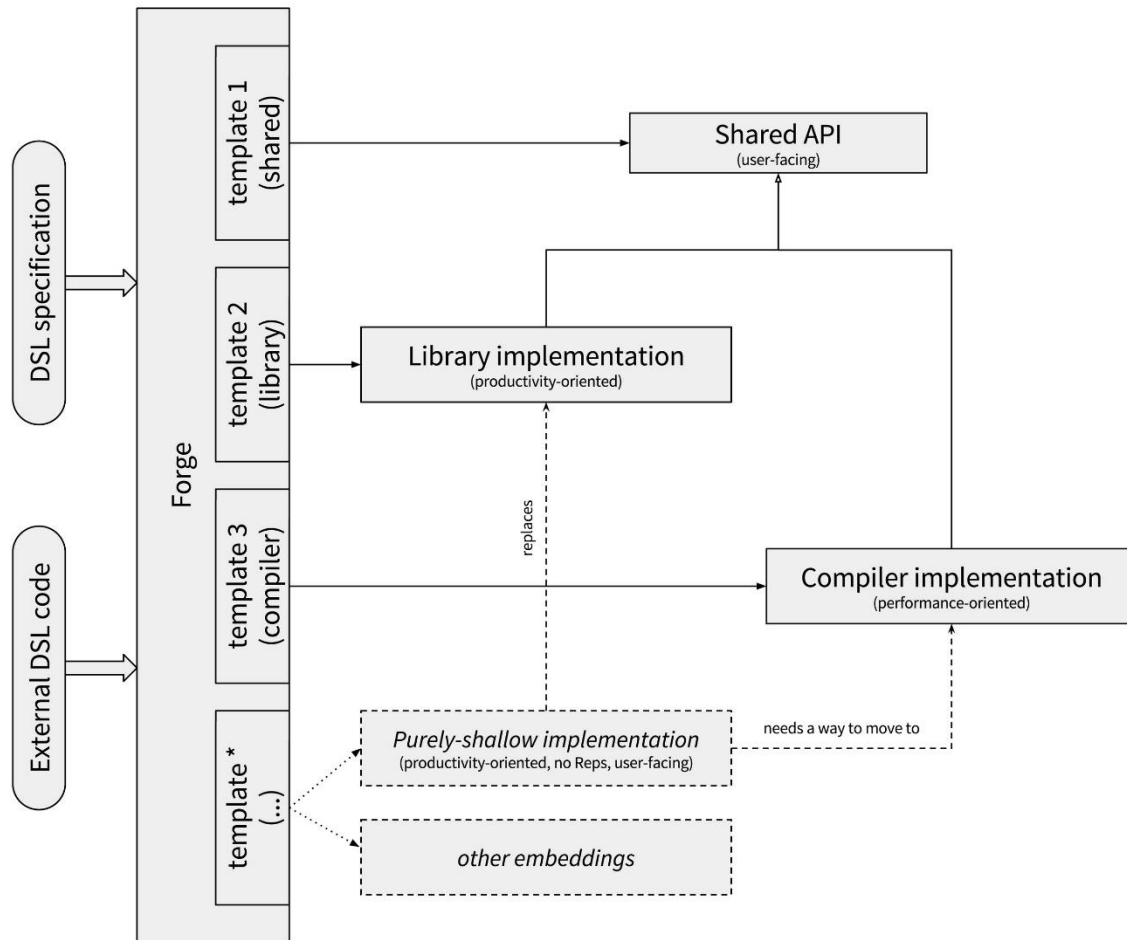 DSL specification
External DSL code
Forge
template 1
(shared)
template 2
(library)
template 3
(compiler)
template *
(...)
Shared API
(user-facing)
Library implementation
(productivity-oriented)
replaces
Compiler implementation
(performance-oriented)
Purely-shallow implementation
(productivity-oriented, no Reps, user-facing)
needs a way to move to
other embeddings